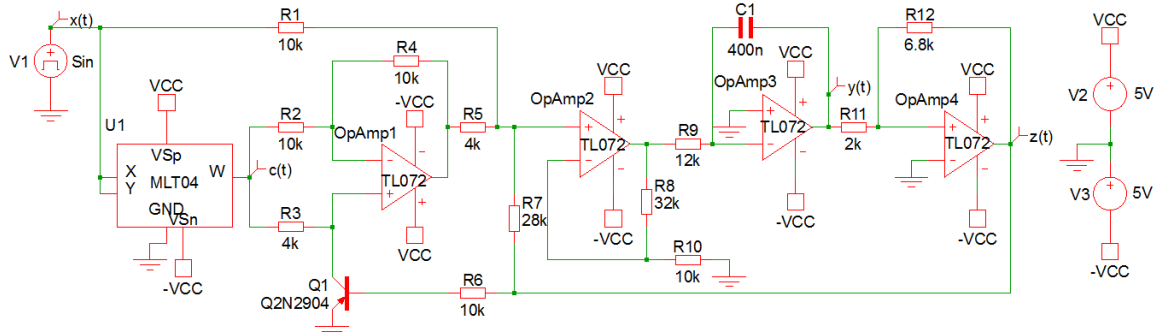 x(t)
V1
Sin
R1
10k
R4
10k
VCC
U1
VSp
X
Y
MLT04
W
GND
VSn
-VCC
c(t)
R2
10k
R3
4k
OpAmp1
-VCC
TL072
VCC
R5
4k
Q1
Q2N2904
R6
10k
R7
28k
OpAmp2
VCC
TL072
-VCC
R8
32k
R10
10k
R9
12k
C1
400n
OpAmp3
VCC
TL072
-VCC
y(t)
R11
2k
R12
6.8k
OpAmp4
VCC
TL072
-VCC
z(t)
VCC
V2
5V
V3
5V
-VCC